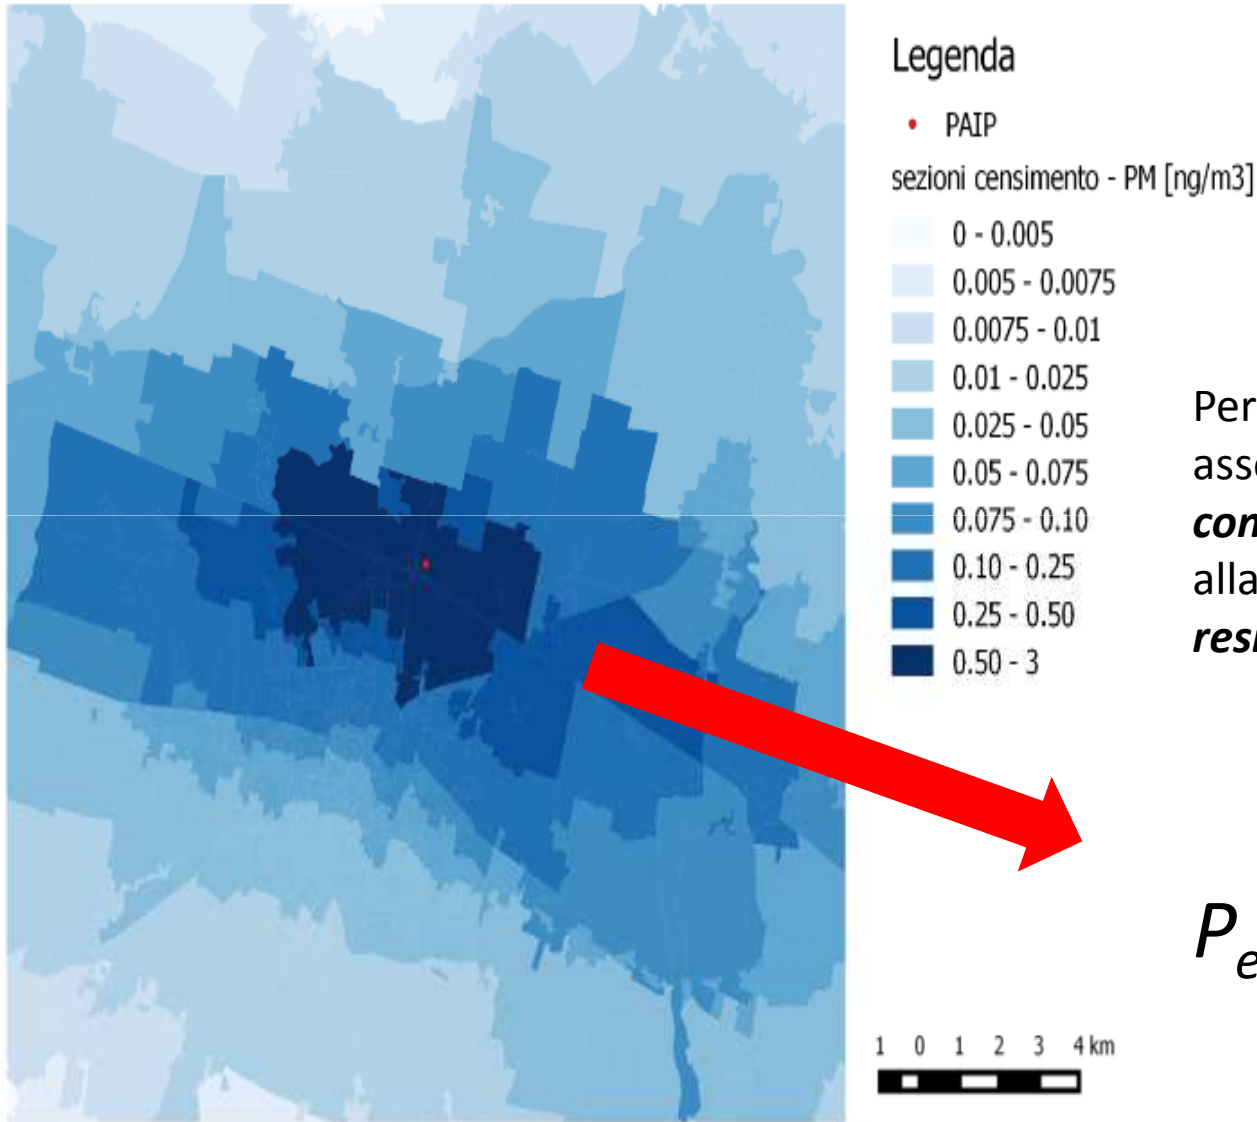 Legenda
PAIP
sezioni censimento - PM [ng/m3]
0 - 0.005
0.005 - 0.0075
0.0075 - 0.01
0.01 - 0.025
0.025 - 0.05
0.05 - 0.075
0.075 - 0.10
0.10 - 0.25
0.25 - 0.50
0.50 - 3
Per
asso
con
alla
resi
P e
1 0 1 2 3 4 km